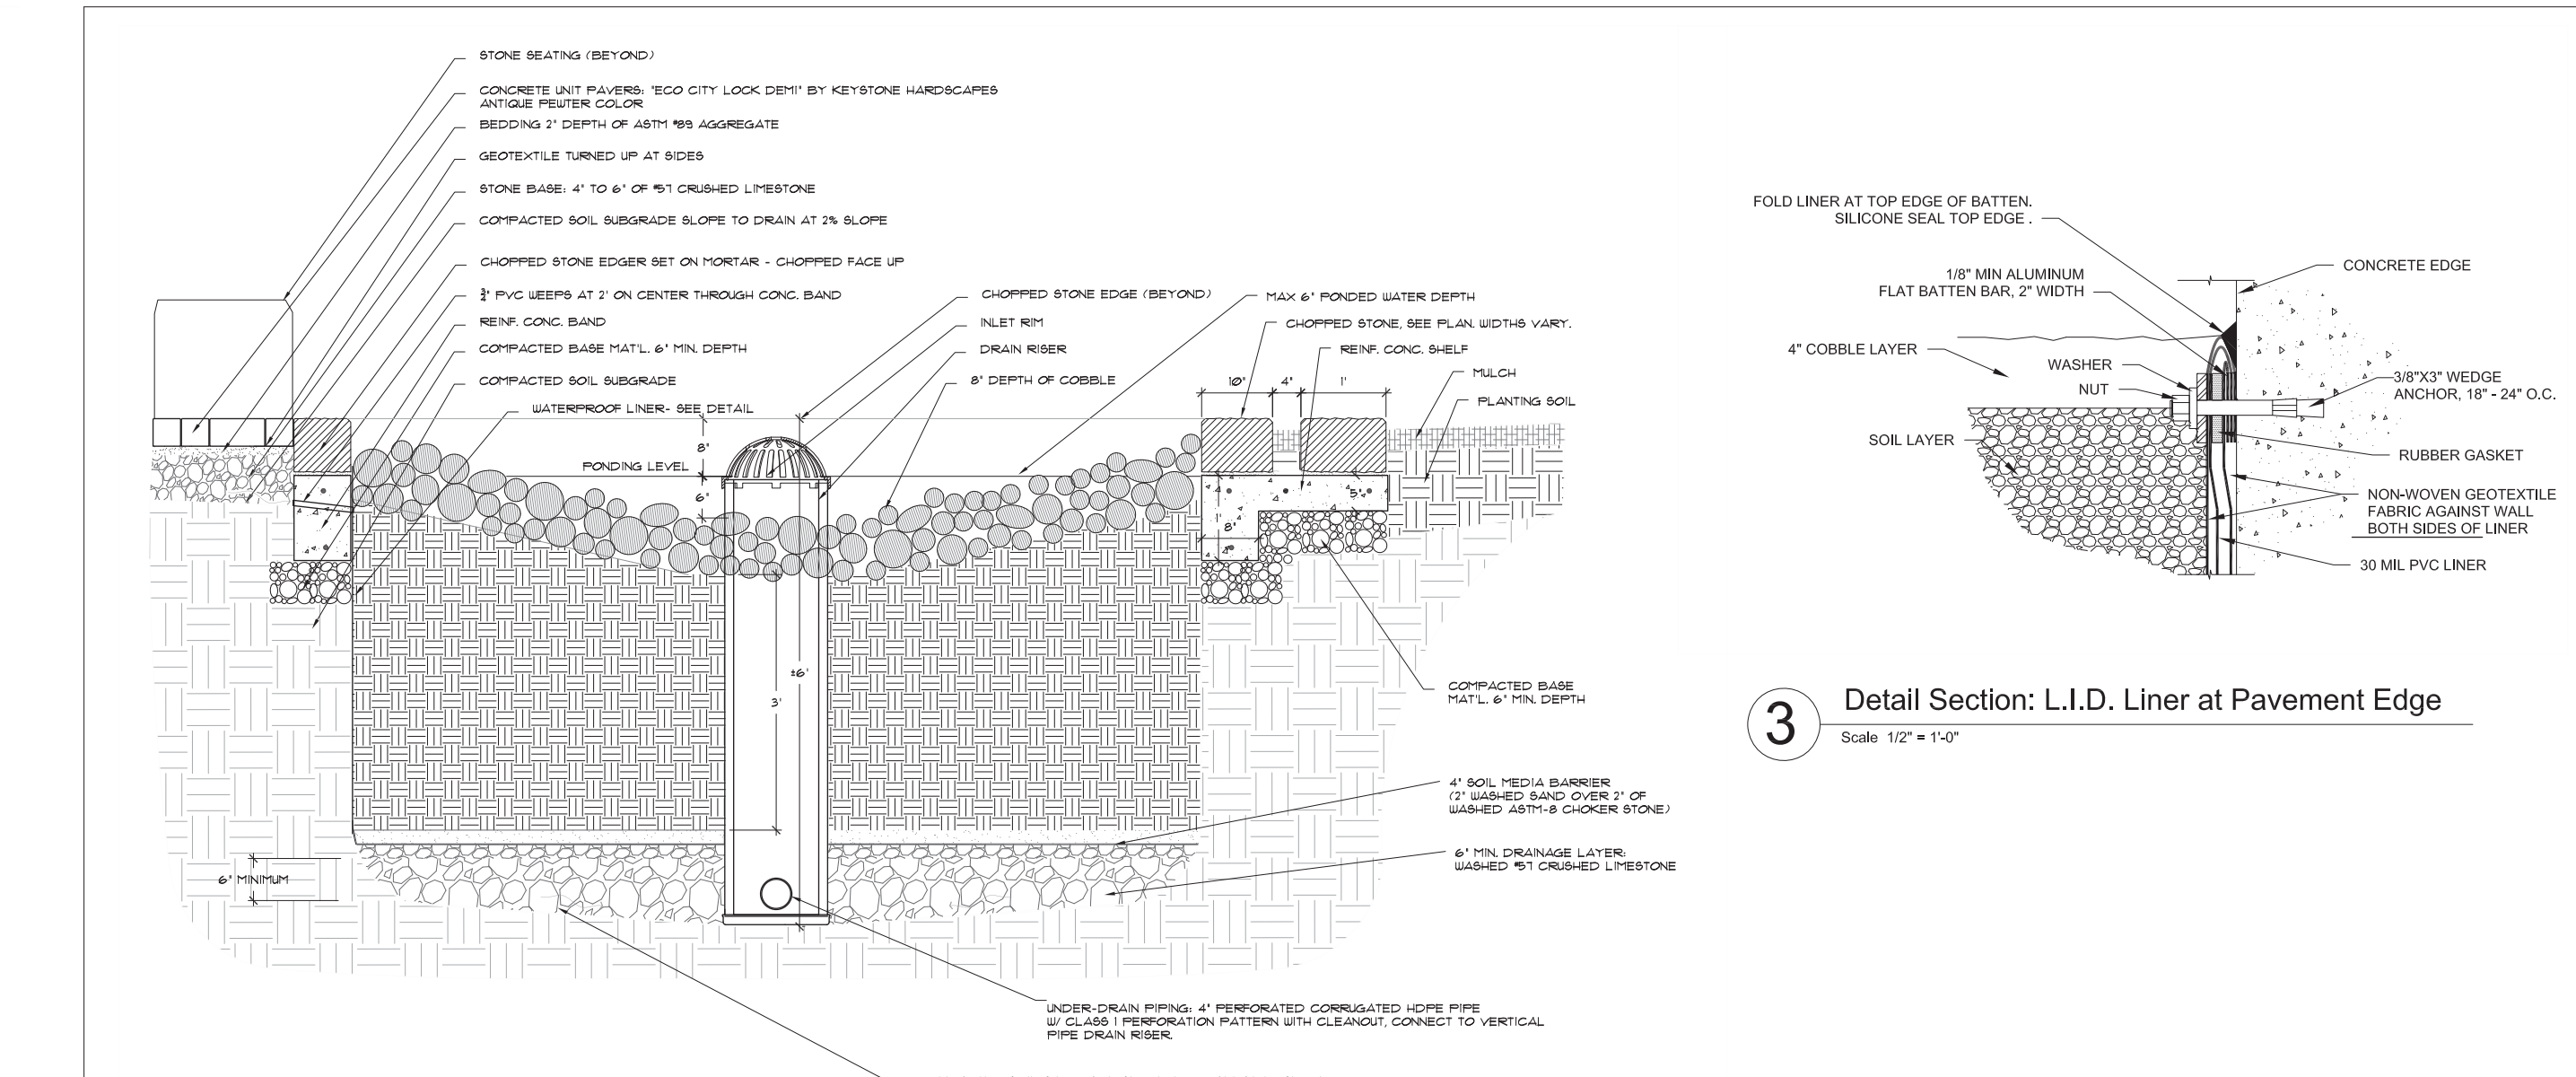 STONE SEATING (BEYOND)
CONCRETE UNIT PAVERS: "ECO CITY LOCK DEMI" BY KEYSTONE HARDSCAPES
ANTIQUE PEWTER COLOR
BEDDING 2" DEPTH OF ASTM #89 AGGREGATE
GEOTEXTILE TURNED UP AT SIDES
STONE BASE: 4" TO 6" OF #57 CRUSHED LIMESTONE
COMPACTED SOIL SUBGRADE SLOPE TO DRAIN AT 2% SLOPE
CHOPPED STONE EDGER SET ON MORTAR - CHOPPED FACE UP
3/4" PVC WEEPS AT 2' ON CENTER THROUGH CONC. BAND
REINF. CONC. BAND
COMPACTED BASE MAT'L. 6" MIN. DEPTH
COMPACTED SOIL SUBGRADE
WATERPROOF LINER- SEE DETAIL
CHOPPED STONE EDGE (BEYOND)
INLET RIM
DRAIN RISER
8" DEPTH OF COBBLE
MAX 6" PONDED WATER DEPTH
CHOPPED STONE, SEE PLAN. WIDTHS VARY.
REINF. CONC. SHELF
MULCH
PLANTING SOIL
10"
4"
1'
8"
PONDING LEVEL
6"
5"
1'
8"
±6'
3'
COMPACTED BASE
MAT'L. 6" MIN. DEPTH
4" SOIL MEDIA BARRIER
(2" WASHED SAND OVER 2" OF
WASHED ASTM-8 CHOKER STONE)
6" MIN. DRAINAGE LAYER:
WASHED #57 CRUSHED LIMESTONE
6" MINIMUM
UNDER-DRAIN PIPING: 4" PERFORATED CORRUGATED HDPE PIPE
W/ CLASS 1 PERFORATION PATTERN WITH CLEANOUT, CONNECT TO VERTICAL
PIPE DRAIN RISER.
FOLD LINER AT TOP EDGE OF BATTEN.
SILICONE SEAL TOP EDGE .
1/8" MIN ALUMINUM
FLAT BATTEN BAR, 2" WIDTH
4" COBBLE LAYER
WASHER
NUT
SOIL LAYER
CONCRETE EDGE
3/8"X3" WEDGE
ANCHOR, 18" - 24" O.C.
RUBBER GASKET
NON-WOVEN GEOTEXTILE
FABRIC AGAINST WALL
BOTH SIDES OF LINER
30 MIL PVC LINER
3
Detail Section: L.I.D. Liner at Pavement Edge
Scale 1/2" = 1'-0"